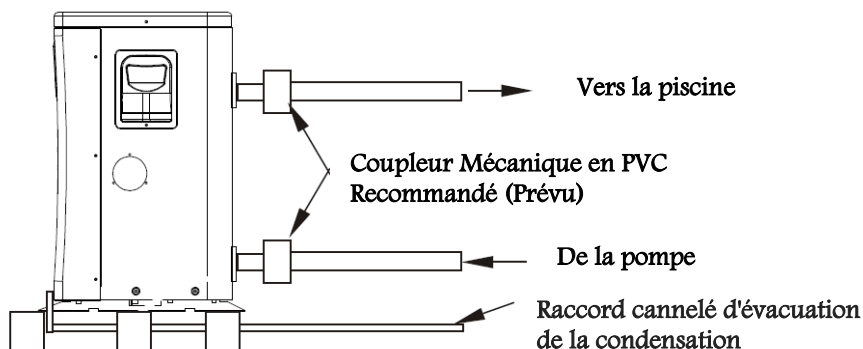 Vers la piscine
Coupleur Mécanique en PVC
Recommandé (Prévu)
De la pompe
Raccord cannelé d'évacuation
de la condensation